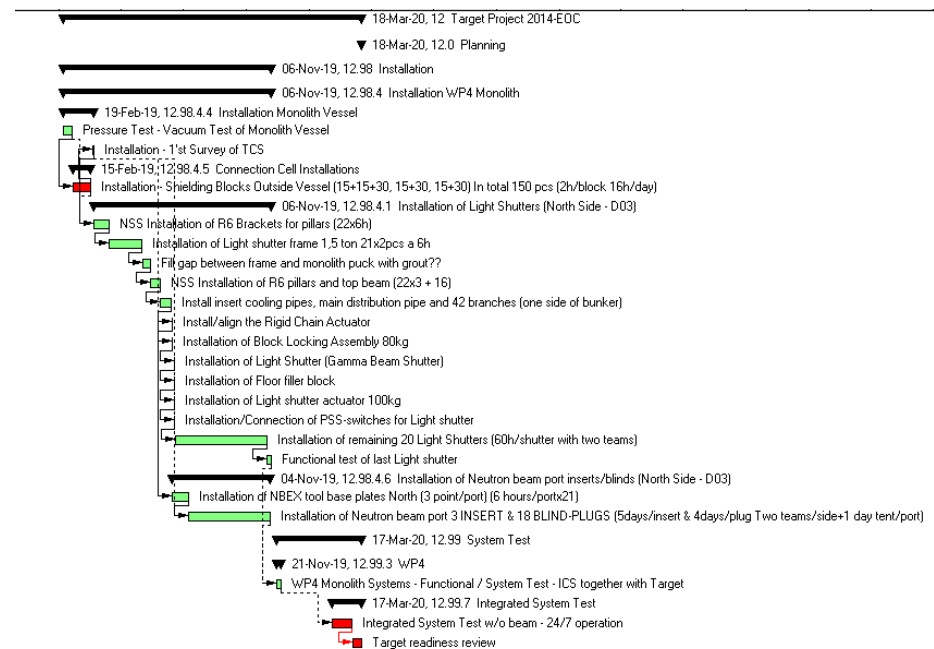 18-Mar-20, 12 Target Project 2014-EOC
18-Mar-20, 12.0 Planning
06-Nov-19, 12.98 Installation
06-Nov-19, 12.98.4 Installation WP4 Monolith
19-Feb-19, 12.98.4.4 Installation Monolith Vessel
Pressure Test - Vacuum Test of Monolith Vessel
Installation - 1'st Survey of TCS
15-Feb-19, 12.98.4.5 Connection Cell Installations
Installation - Shielding Blocks Outside Vessel (15+15+30, 15+30, 15+30) In total 150 pcs (2h/block 16h/day)
06-Nov-19, 12.98.4.1 Installation of Light Shutters (North Side - D03)
NSS Installation of R6 Brackets for pillars (22x6h)
Installation of Light shutter frame 1,5 ton 21x2pcs a 6h
Fill gap between frame and monolith puck with grout??
NSS Installation of R6 pillars and top beam (22x3 + 16)
Install insert cooling pipes, main distribution pipe and 42 branches (one side of bunker)
Install/align the Rigid Chain Actuator
Installation of Block Locking Assembly 80kg
Installation of Light Shutter (Gamma Beam Shutter)
Installation of Floor filler block
Installation of Light shutter actuator 100kg
Installation/Connection of PSS-switches for Light shutter
Installation of remaining 20 Light Shutters (60h/shutter with two teams)
Functional test of last Light shutter
04-Nov-19, 12.98.4.6 Installation of Neutron beam port inserts/blinds (North Side - D03)
Installation of NBEX tool base plates North (3 point/port) (6 hours/portx21)
Installation of Neutron beam port 3 INSERT & 18 BLIND-PLUGS (5days/insert & 4days/plug Two teams/side+1 day tent/port)
17-Mar-20, 12.99 System Test
21-Nov-19, 12.99.3 WP4
WP4 Monolith Systems - Functional / System Test - ICS together with Target
17-Mar-20, 12.99.7 Integrated System Test
Integrated System Test w/o beam - 24/7 operation
Target readiness review